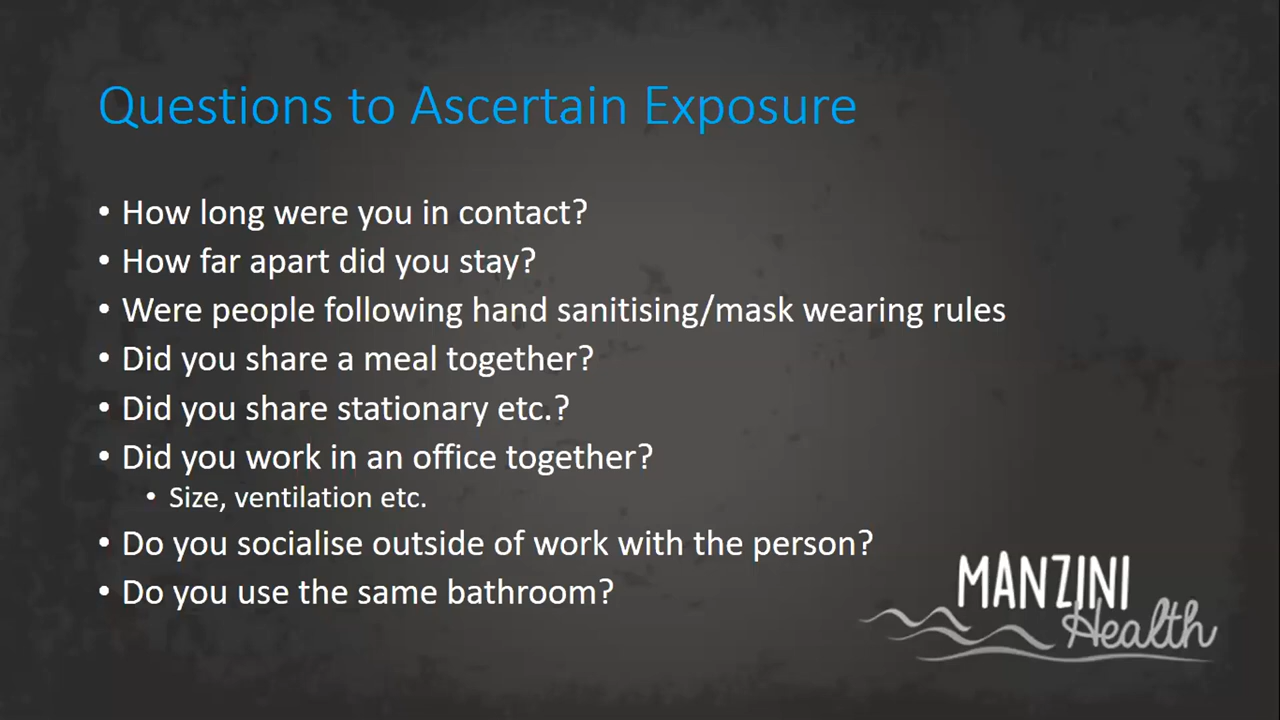 Questions to Ascertain Exposure
• How long were you in contact?
• How far apart did you stay?
• Were people following hand sanitising/mask wearing rules
• Did you share a meal together?
• Did you share stationary etc.?
• Did you work in an office together?
• Size, ventilation etc.
• Do you socialise outside of work with the person?
• Do you use the same bathroom?
MANZINI
Health